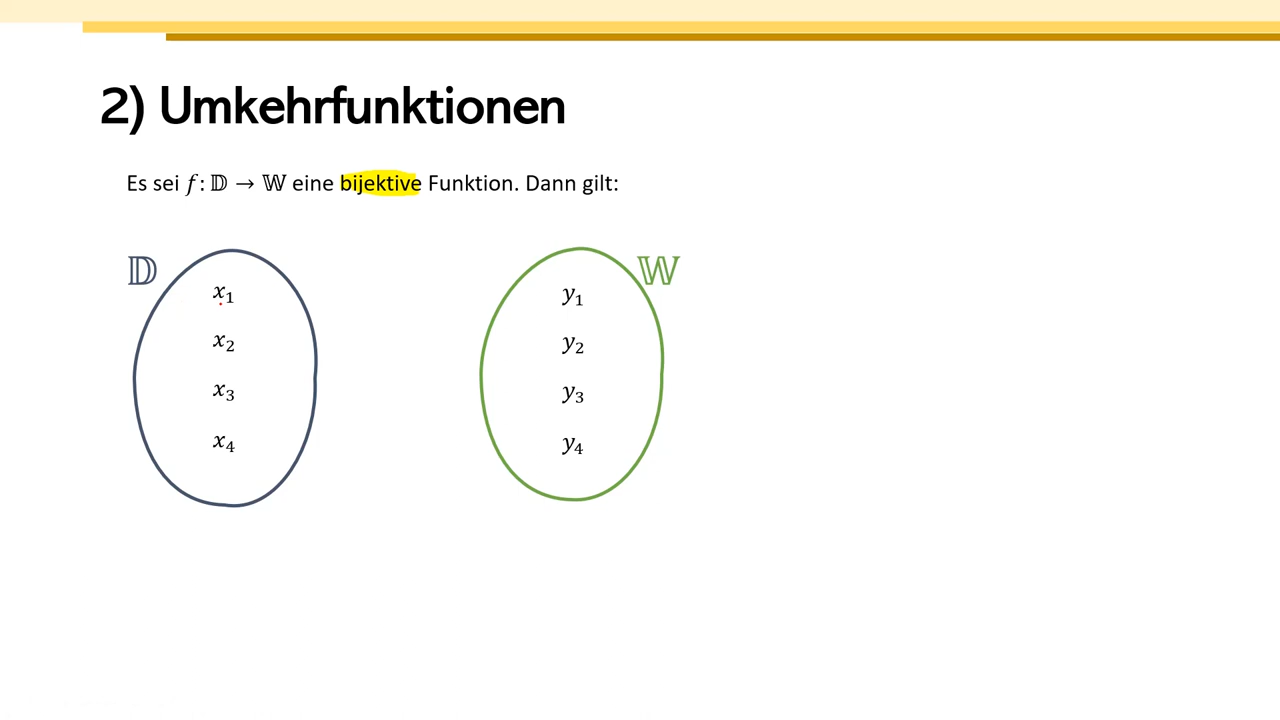 2) Umkehrfunktionen
Es sei 𝑓: 𝔻 → 𝕎 eine bijektive Funktion. Dann gilt:
𝔻
𝕎
𝑥₁
𝑥₂
𝑥₃
𝑥₄
𝑦₁
𝑦₂
𝑦₃
𝑦₄